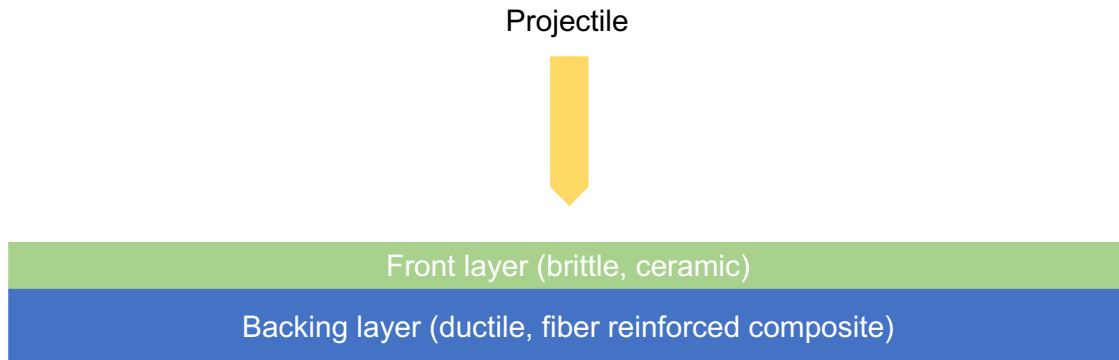 Projectile
Front layer (brittle, ceramic)
Backing layer (ductile, fiber reinforced composite)